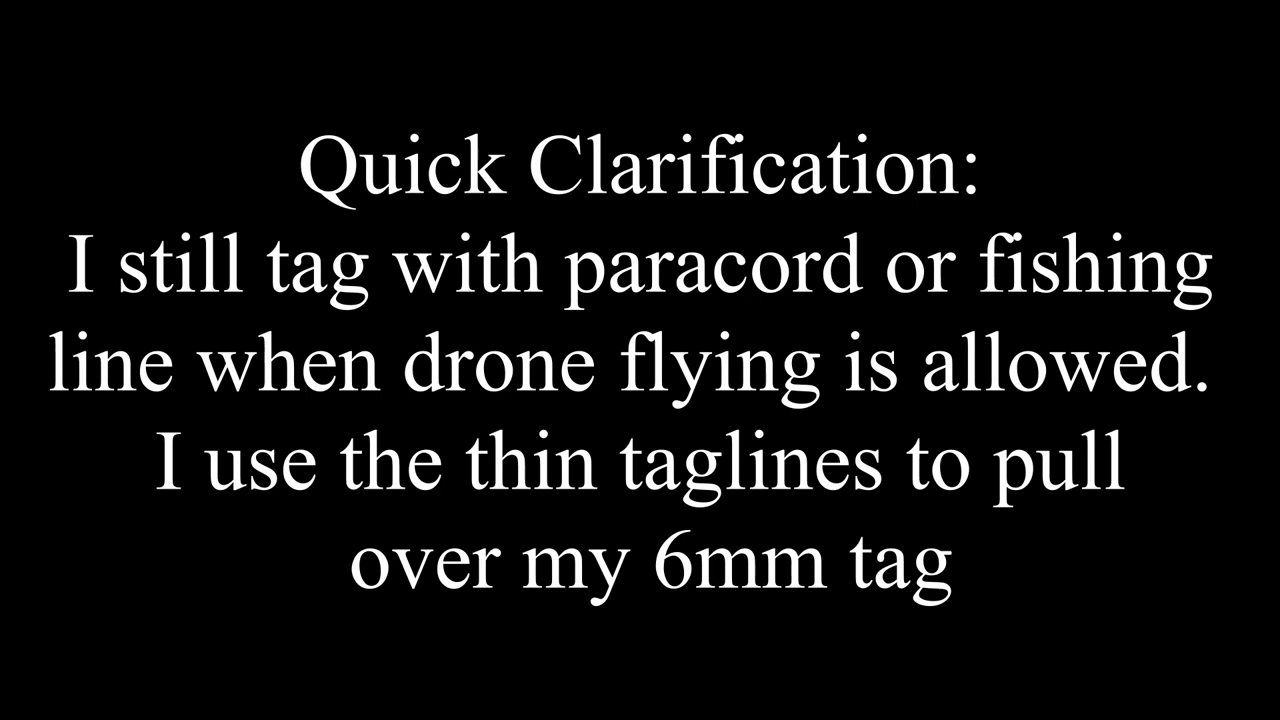 Quick Clarification:
I still tag with paracord or fishing
line when drone flying is allowed.
I use the thin taglines to pull
over my 6mm tag